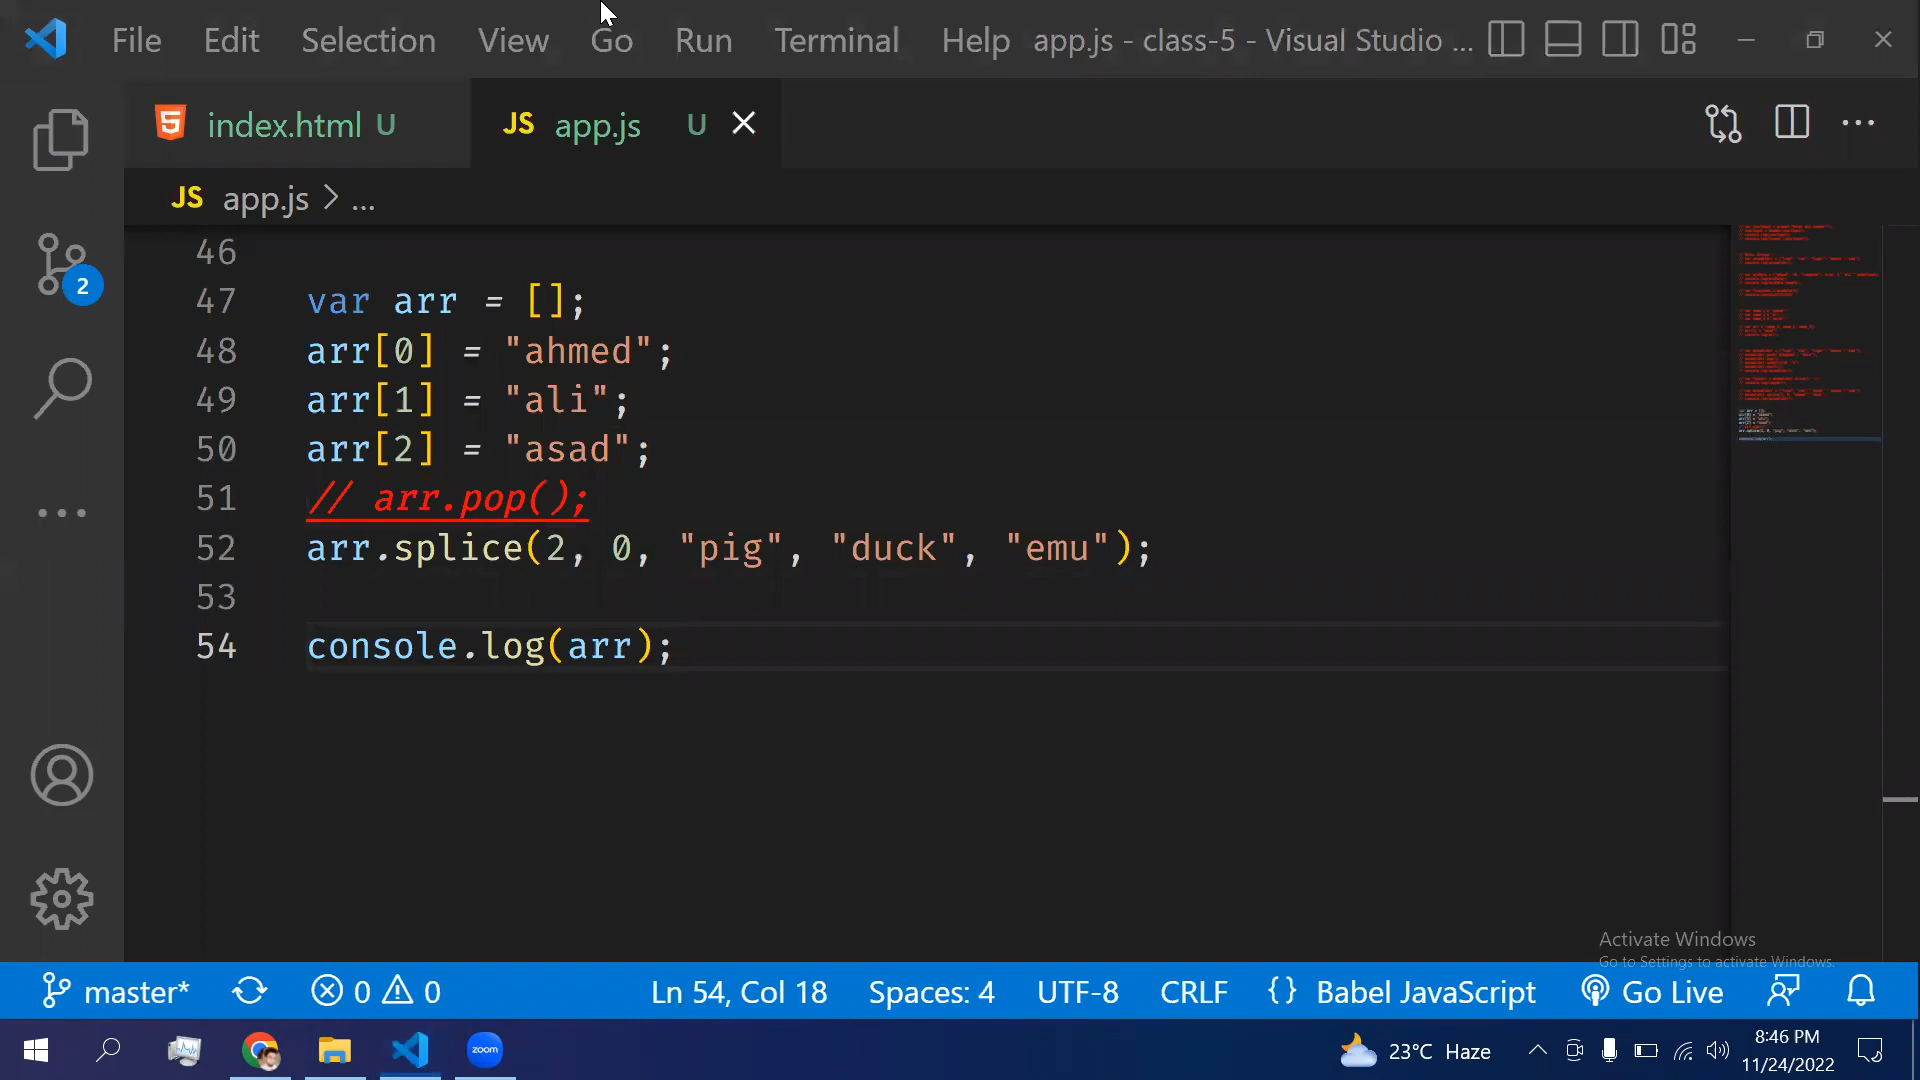 File Edit Selection View Go Run Terminal Help app.js - class-5 - Visual Studio ...
index.html U JS app.js U
JS app.js > ...
46
47 var arr = [];
48 arr[0] = "ahmed";
49 arr[1] = "ali";
50 arr[2] = "asad";
51 // arr.pop();
52 arr.splice(2, 0, "pig", "duck", "emu");
53
54 console.log(arr);
2
Activate Windows
Go to Settings to activate Windows.
master* 0 0 Ln 54, Col 18 Spaces: 4 UTF-8 CRLF {} Babel JavaScript Go Live
zoom 23°C Haze 8:46 PM
11/24/2022